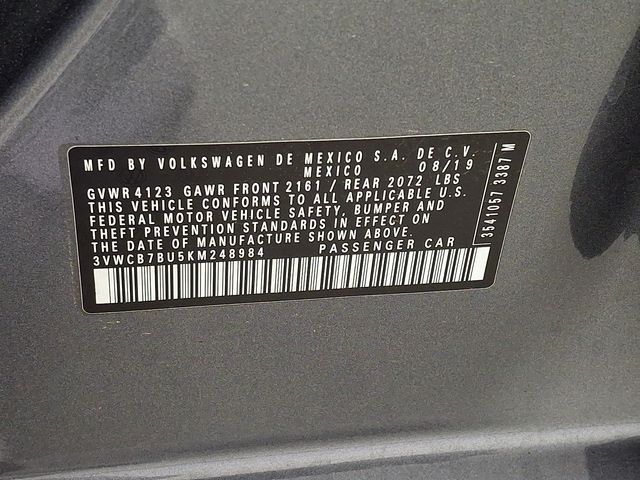 MFD BY VOLKSWAGEN DE MEXICO S.A. DE C.V.
MEXICO 08/19
GVWR 4123 GAWR FRONT 2161 / REAR 2072 LBS
THIS VEHICLE CONFORMS TO ALL APPLICABLE U.S.
FEDERAL MOTOR VEHICLE SAFETY, BUMPER AND
THEFT PREVENTION STANDARDS IN EFFECT ON
THE DATE OF MANUFACTURE SHOWN ABOVE.
3VWCB7BU5KM248984 PASSENGER CAR
3541057 3387 M